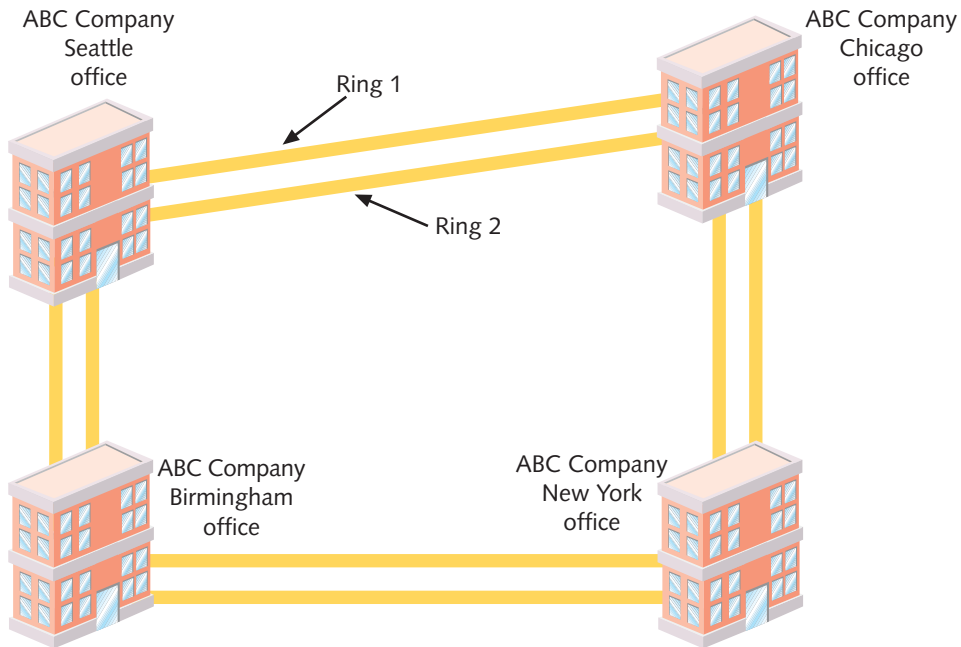 ABC Company
Seattle
office
ABC Company
Chicago
office
Ring 1
Ring 2
ABC Company
Birmingham
office
ABC Company
New York
office